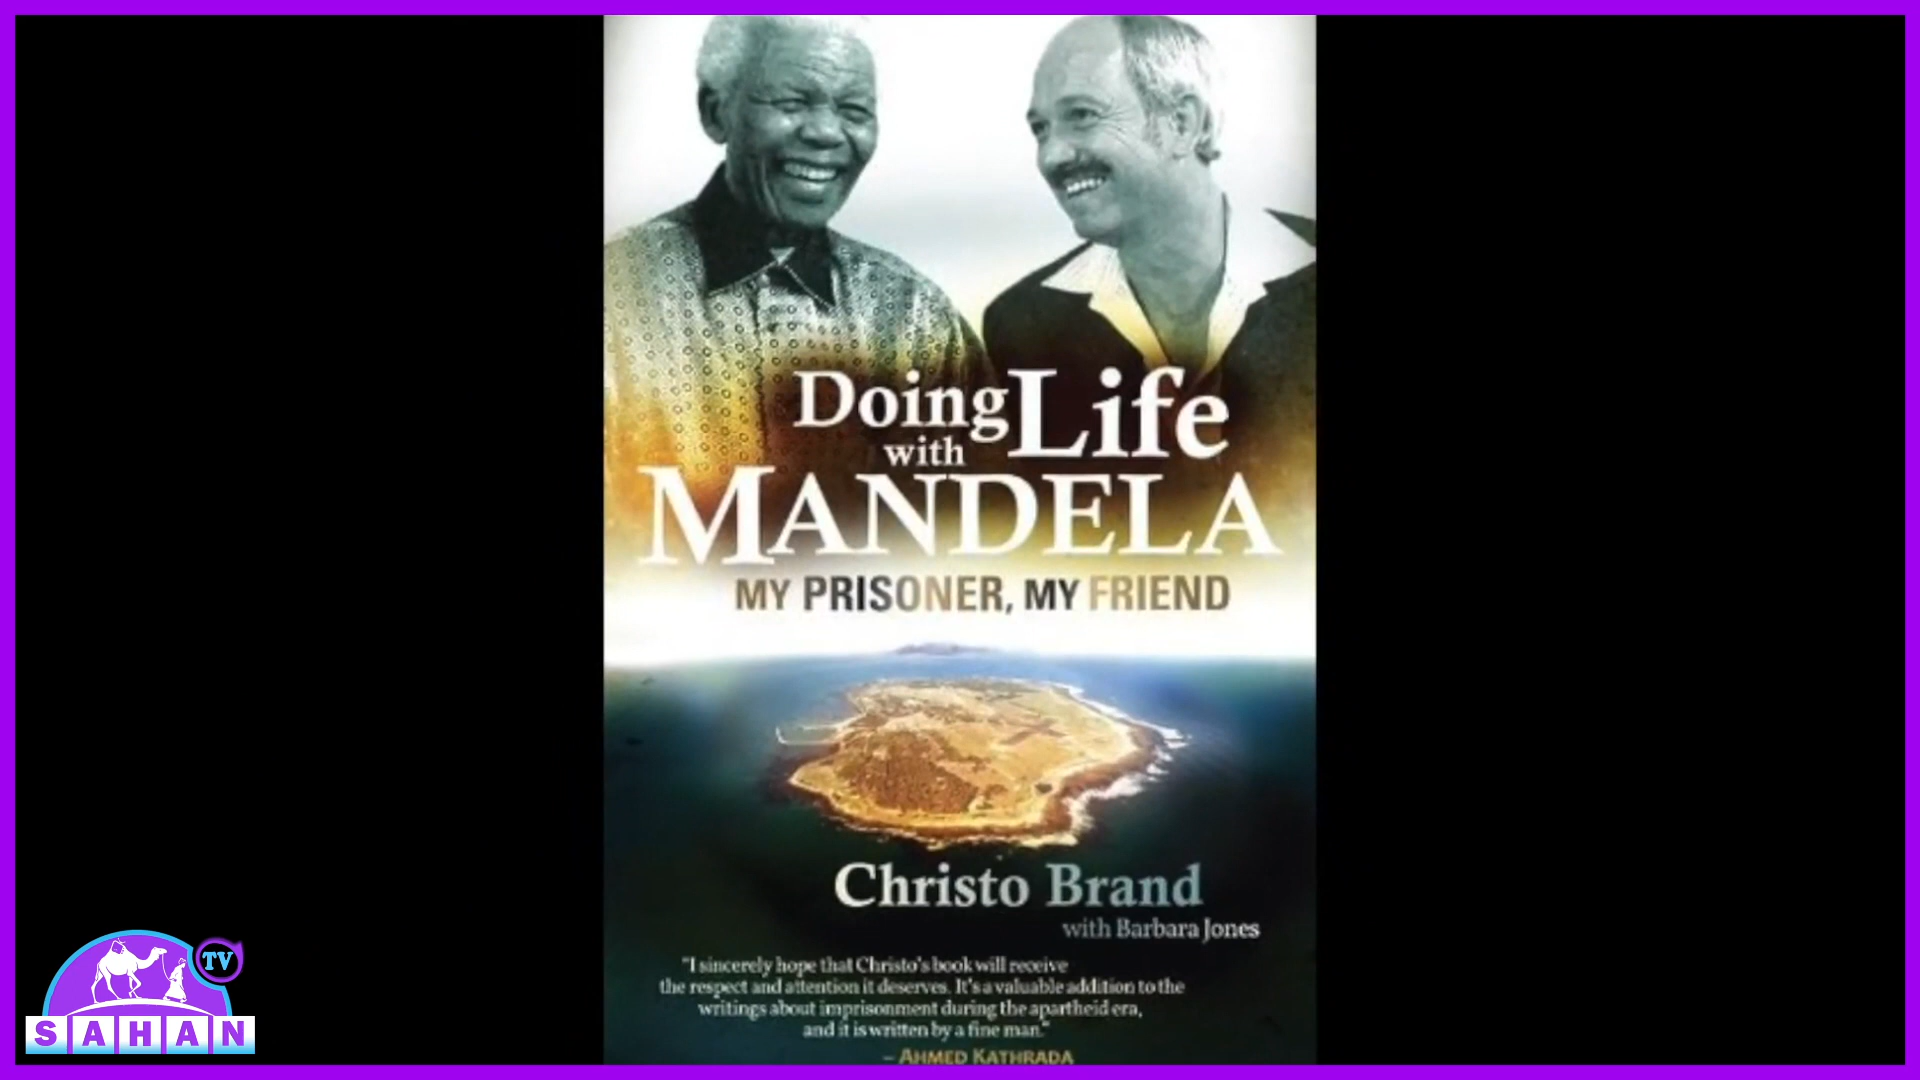 Doing Life
with
MANDELA
MY PRISONER, MY FRIEND
Christo Brand
with Barbara Jones
"I sincerely hope that Christo's book will receive
the respect and attention it deserves. It's a valuable addition to the
writings about imprisonment during the apartheid era,
and it is written by a fine man."
– AHMED KATHRADA
TV
SAHAN